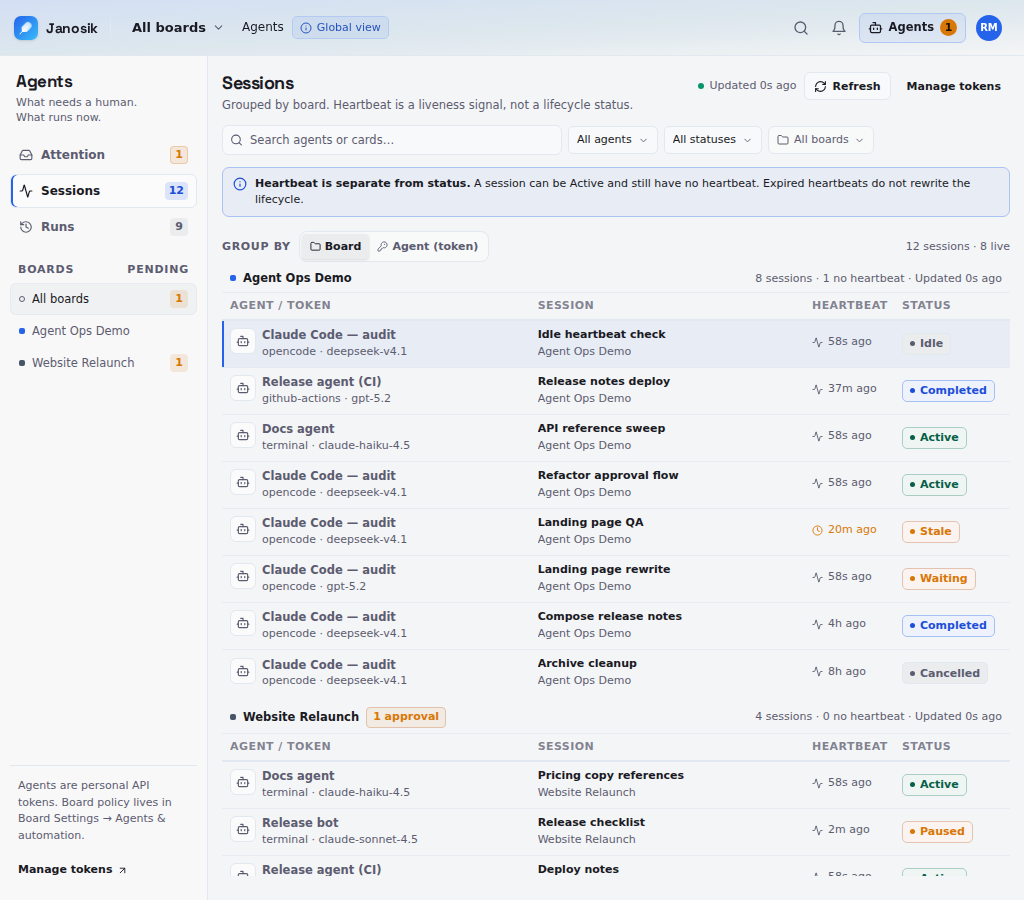 Janosik
All boards
Agents
Global view
Agents 1
RM
Agents
What needs a human.
What runs now.
Attention 1
Sessions 12
Runs 9
BOARDS PENDING
All boards 1
Agent Ops Demo
Website Relaunch 1
Agents are personal API
tokens. Board policy lives in
Board Settings → Agents &
automation.
Manage tokens
Sessions
Grouped by board. Heartbeat is a liveness signal, not a lifecycle status.
Updated 0s ago
Refresh
Manage tokens
Search agents or cards...
All agents
All statuses
All boards
Heartbeat is separate from status. A session can be Active and still have no heartbeat. Expired heartbeats do not rewrite the
lifecycle.
GROUP BY
Board
Agent (token)
12 sessions · 8 live
Agent Ops Demo
8 sessions · 1 no heartbeat · Updated 0s ago
AGENT / TOKEN SESSION HEARTBEAT STATUS
Claude Code — audit Idle heartbeat check 58s ago Idle
opencode · deepseek-v4.1 Agent Ops Demo
Release agent (CI) Release notes deploy 37m ago Completed
github-actions · gpt-5.2 Agent Ops Demo
Docs agent API reference sweep 58s ago Active
terminal · claude-haiku-4.5 Agent Ops Demo
Claude Code — audit Refactor approval flow 58s ago Active
opencode · deepseek-v4.1 Agent Ops Demo
Claude Code — audit Landing page QA 20m ago Stale
opencode · deepseek-v4.1 Agent Ops Demo
Claude Code — audit Landing page rewrite 58s ago Waiting
opencode · gpt-5.2 Agent Ops Demo
Claude Code — audit Compose release notes 4h ago Completed
opencode · deepseek-v4.1 Agent Ops Demo
Claude Code — audit Archive cleanup 8h ago Cancelled
opencode · deepseek-v4.1 Agent Ops Demo
Website Relaunch 1 approval
4 sessions · 0 no heartbeat · Updated 0s ago
AGENT / TOKEN SESSION HEARTBEAT STATUS
Docs agent Pricing copy references 58s ago Active
terminal · claude-haiku-4.5 Website Relaunch
Release bot Release checklist 2m ago Paused
terminal · claude-sonnet-4.5 Website Relaunch
Release agent (CI) Deploy notes 58s ago Active